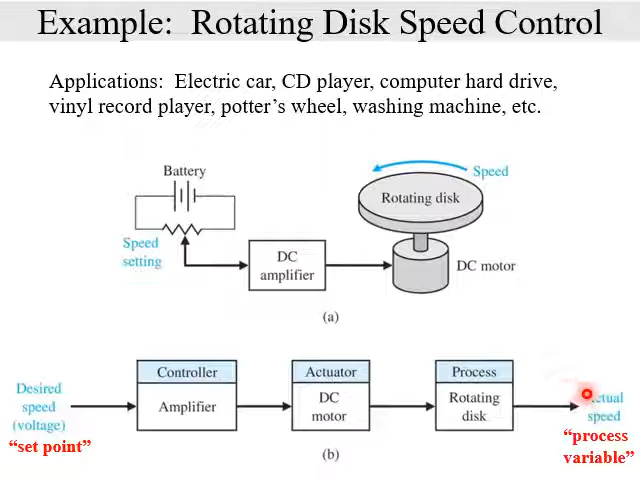 Example:  Rotating Disk Speed Control
Applications:  Electric car, CD player, computer hard drive,
vinyl record player, potter's wheel, washing machine, etc.
Battery
Speed
Rotating disk
Speed
setting
DC
amplifier
DC motor
(a)
Controller
Actuator
Process
Desired
speed
(voltage)
Amplifier
DC
motor
Rotating
disk
speed
"set point"
"process
variable"
(b)